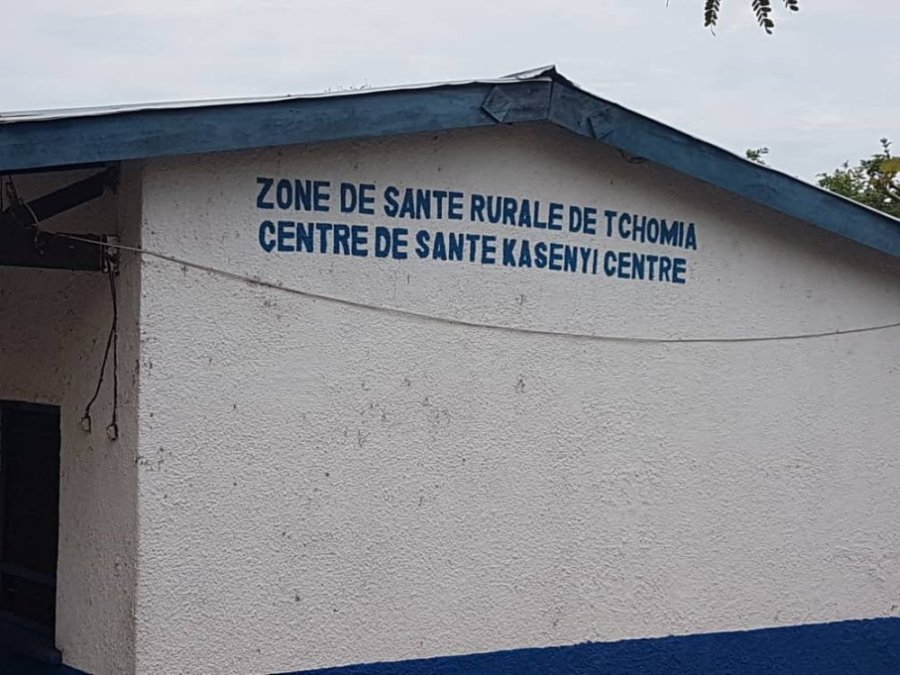 ZONE DE SANTE RURALE DE TCHOMIA
CENTRE DE SANTE KASENYI CENTRE